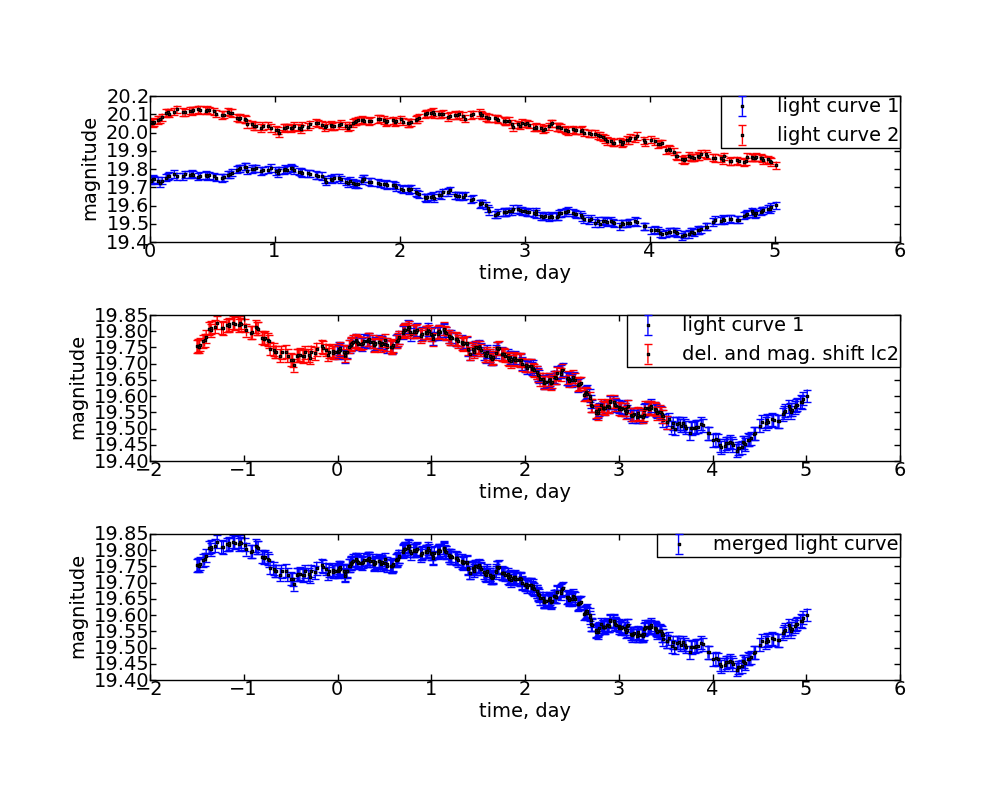 20.2
20.1
20.0
19.9
19.8
19.7
19.6
19.5
19.4
magnitude
light curve 1
light curve 2
0 1 2 3 4 5 6
time, day
19.85
19.80
19.75
19.70
19.65
19.60
19.55
19.50
19.45
19.40
magnitude
light curve 1
del. and mag. shift lc2
−2 −1 0 1 2 3 4 5 6
time, day
19.85
19.80
19.75
19.70
19.65
19.60
19.55
19.50
19.45
19.40
magnitude
merged light curve
−2 −1 0 1 2 3 4 5 6
time, day